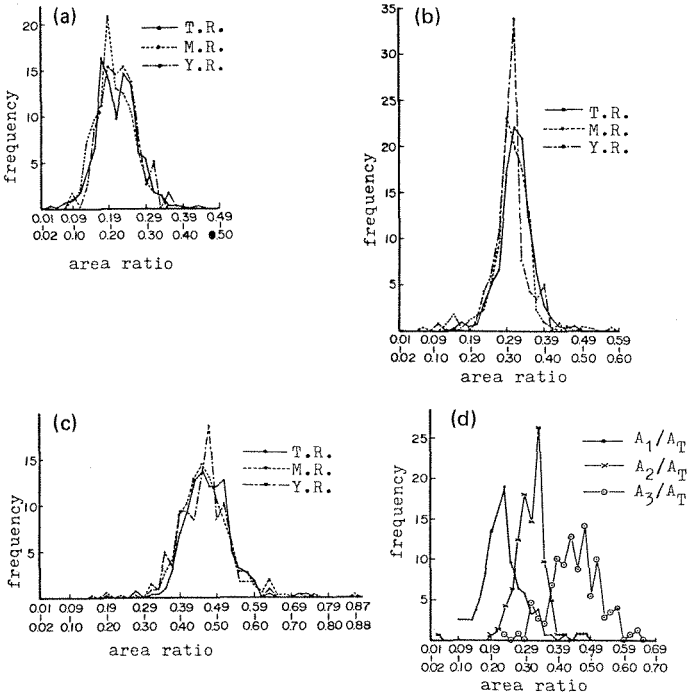 (a)
T.R.
M.R.
Y.R.
20
15
10
5
frequency
0.01 0.09 0.19 0.29 0.39 0.49
0.02 0.10 0.20 0.30 0.40 0.50
area ratio
(b)
T.R.
M.R.
Y.R.
35
30
25
20
15
10
5
frequency
0.01 0.09 0.19 0.29 0.39 0.49 0.59
0.02 0.10 0.20 0.30 0.40 0.50 0.60
area ratio
(c)
T.R.
M.R.
Y.R.
15
10
5
frequency
0.01 0.09 0.19 0.29 0.39 0.49 0.59 0.69 0.79 0.87
0.02 0.10 0.20 0.30 0.40 0.50 0.60 0.70 0.80 0.88
area ratio
(d)
A1/AT
A2/AT
A3/AT
25
20
15
10
5
frequency
0.01 0.09 0.19 0.29 0.39 0.49 0.59 0.69
0.02 0.10 0.20 0.30 0.40 0.50 0.60 0.70
area ratio